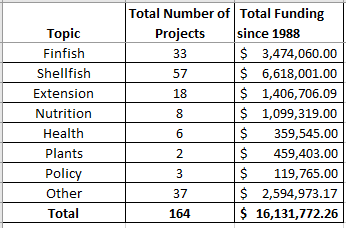 Topic Total Number of Projects Total Funding since 1988
Finfish 33 $ 3,474,060.00
Shellfish 57 $ 6,618,001.00
Extension 18 $ 1,406,706.09
Nutrition 8 $ 1,099,319.00
Health 6 $ 359,545.00
Plants 2 $ 459,403.00
Policy 3 $ 119,765.00
Other 37 $ 2,594,973.17
Total 164 $ 16,131,772.26